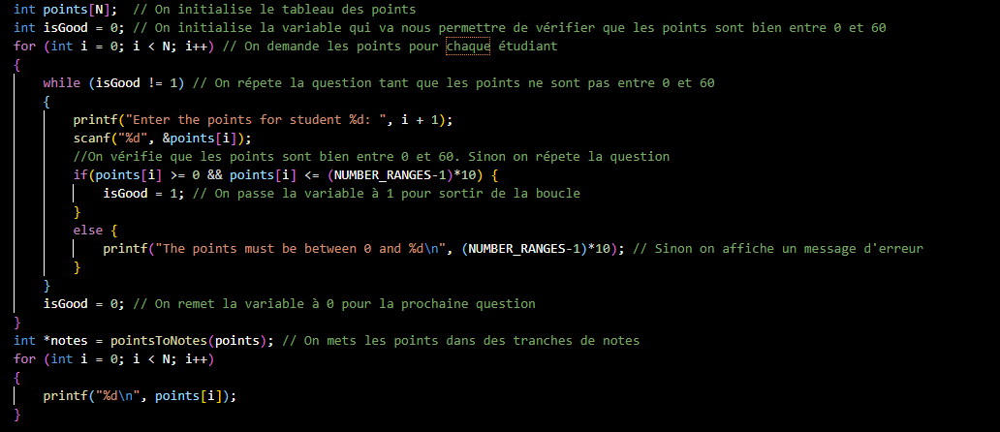 int points[N];  // On initialise le tableau des points
int isGood = 0; // On initialise la variable qui va nous permettre de vérifier que les points sont bien entre 0 et 60
for (int i = 0; i < N; i++) // On demande les points pour chaque étudiant
{
    while (isGood != 1) // On répete la question tant que les points ne sont pas entre 0 et 60
    {
        printf("Enter the points for student %d: ", i + 1);
        scanf("%d", &points[i]);
        //On vérifie que les points sont bien entre 0 et 60. Sinon on répete la question
        if(points[i] >= 0 && points[i] <= (NUMBER_RANGES-1)*10) {
            isGood = 1; // On passe la variable à 1 pour sortir de la boucle
        }
        else {
            printf("The points must be between 0 and %d\n", (NUMBER_RANGES-1)*10); // Sinon on affiche un message d'erreur
        }
    }
    isGood = 0; // On remet la variable à 0 pour la prochaine question
}
int *notes = pointsToNotes(points); // On mets les points dans des tranches de notes
for (int i = 0; i < N; i++)
{
    printf("%d\n", points[i]);
}